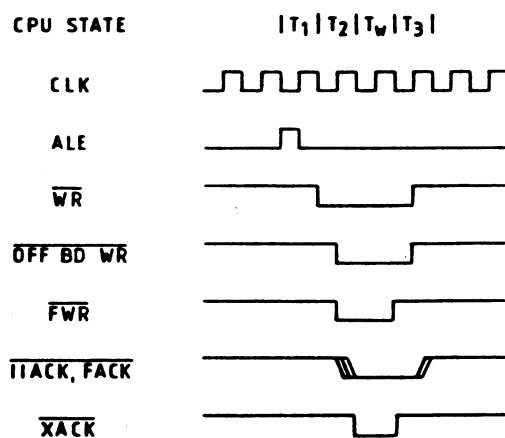 CPU STATE |T1|T2|TW|T3|
CLK
ALE
WR
OFF BD WR
FWR
IIACK, FACK
XACK